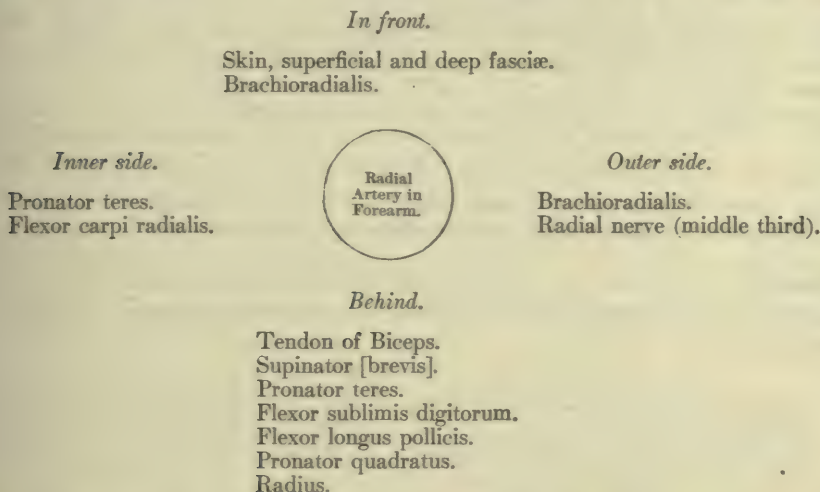 In front.
Skin, superficial and deep fasciæ.
Brachioradialis.
Inner side.
Pronator teres.
Flexor carpi radialis.
Radial
Artery in
Forearm.
Outer side.
Brachioradialis.
Radial nerve (middle third).
Behind.
Tendon of Biceps.
Supinator [brevis].
Pronator teres.
Flexor sublimis digitorum.
Flexor longus pollicis.
Pronator quadratus.
Radius.